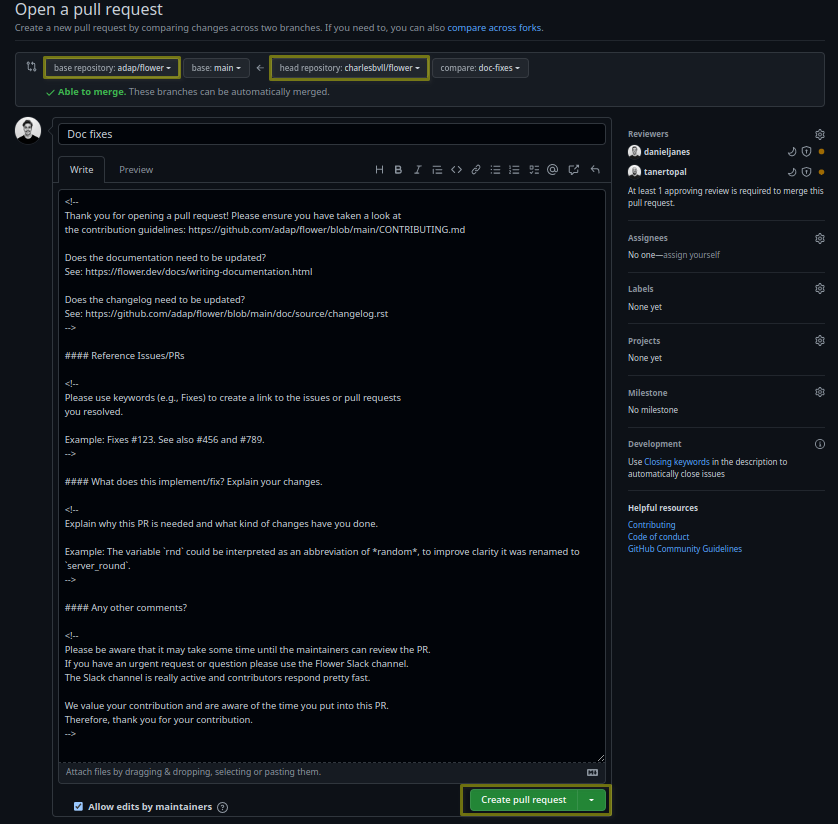 Open a pull request
Create a new pull request by comparing changes across two branches. If you need to, you can also compare across forks.
base repository: adap/flower
base: main
head repository: charlesbvll/flower
compare: doc-fixes
Able to merge. These branches can be automatically merged.
Doc fixes
Write
Preview
<!--
Thank you for opening a pull request! Please ensure you have taken a look at
the contribution guidelines: https://github.com/adap/flower/blob/main/CONTRIBUTING.md
Does the documentation need to be updated?
See: https://flower.dev/docs/writing-documentation.html
Does the changelog need to be updated?
See: https://github.com/adap/flower/blob/main/doc/source/changelog.rst
-->
#### Reference Issues/PRs
<!--
Please use keywords (e.g., Fixes) to create a link to the issues or pull requests
you resolved.
Example: Fixes #123. See also #456 and #789.
-->
#### What does this implement/fix? Explain your changes.
<!--
Explain why this PR is needed and what kind of changes have you done.
Example: The variable `rnd` could be interpreted as an abbreviation of *random*, to improve clarity it was renamed to
`server_round`.
-->
#### Any other comments?
<!--
Please be aware that it may take some time until the maintainers can review the PR.
If you have an urgent request or question please use the Flower Slack channel.
The Slack channel is really active and contributors respond pretty fast.
We value your contribution and are aware of the time you put into this PR.
Therefore, thank you for your contribution.
-->
Attach files by dragging & dropping, selecting or pasting them.
Allow edits by maintainers
Create pull request
Reviewers
danieljanes
tanertopal
At least 1 approving review is required to merge this
pull request.
Assignees
No one—assign yourself
Labels
None yet
Projects
None yet
Milestone
No milestone
Development
Use Closing keywords in the description to
automatically close issues
Helpful resources
Contributing
Code of conduct
GitHub Community Guidelines